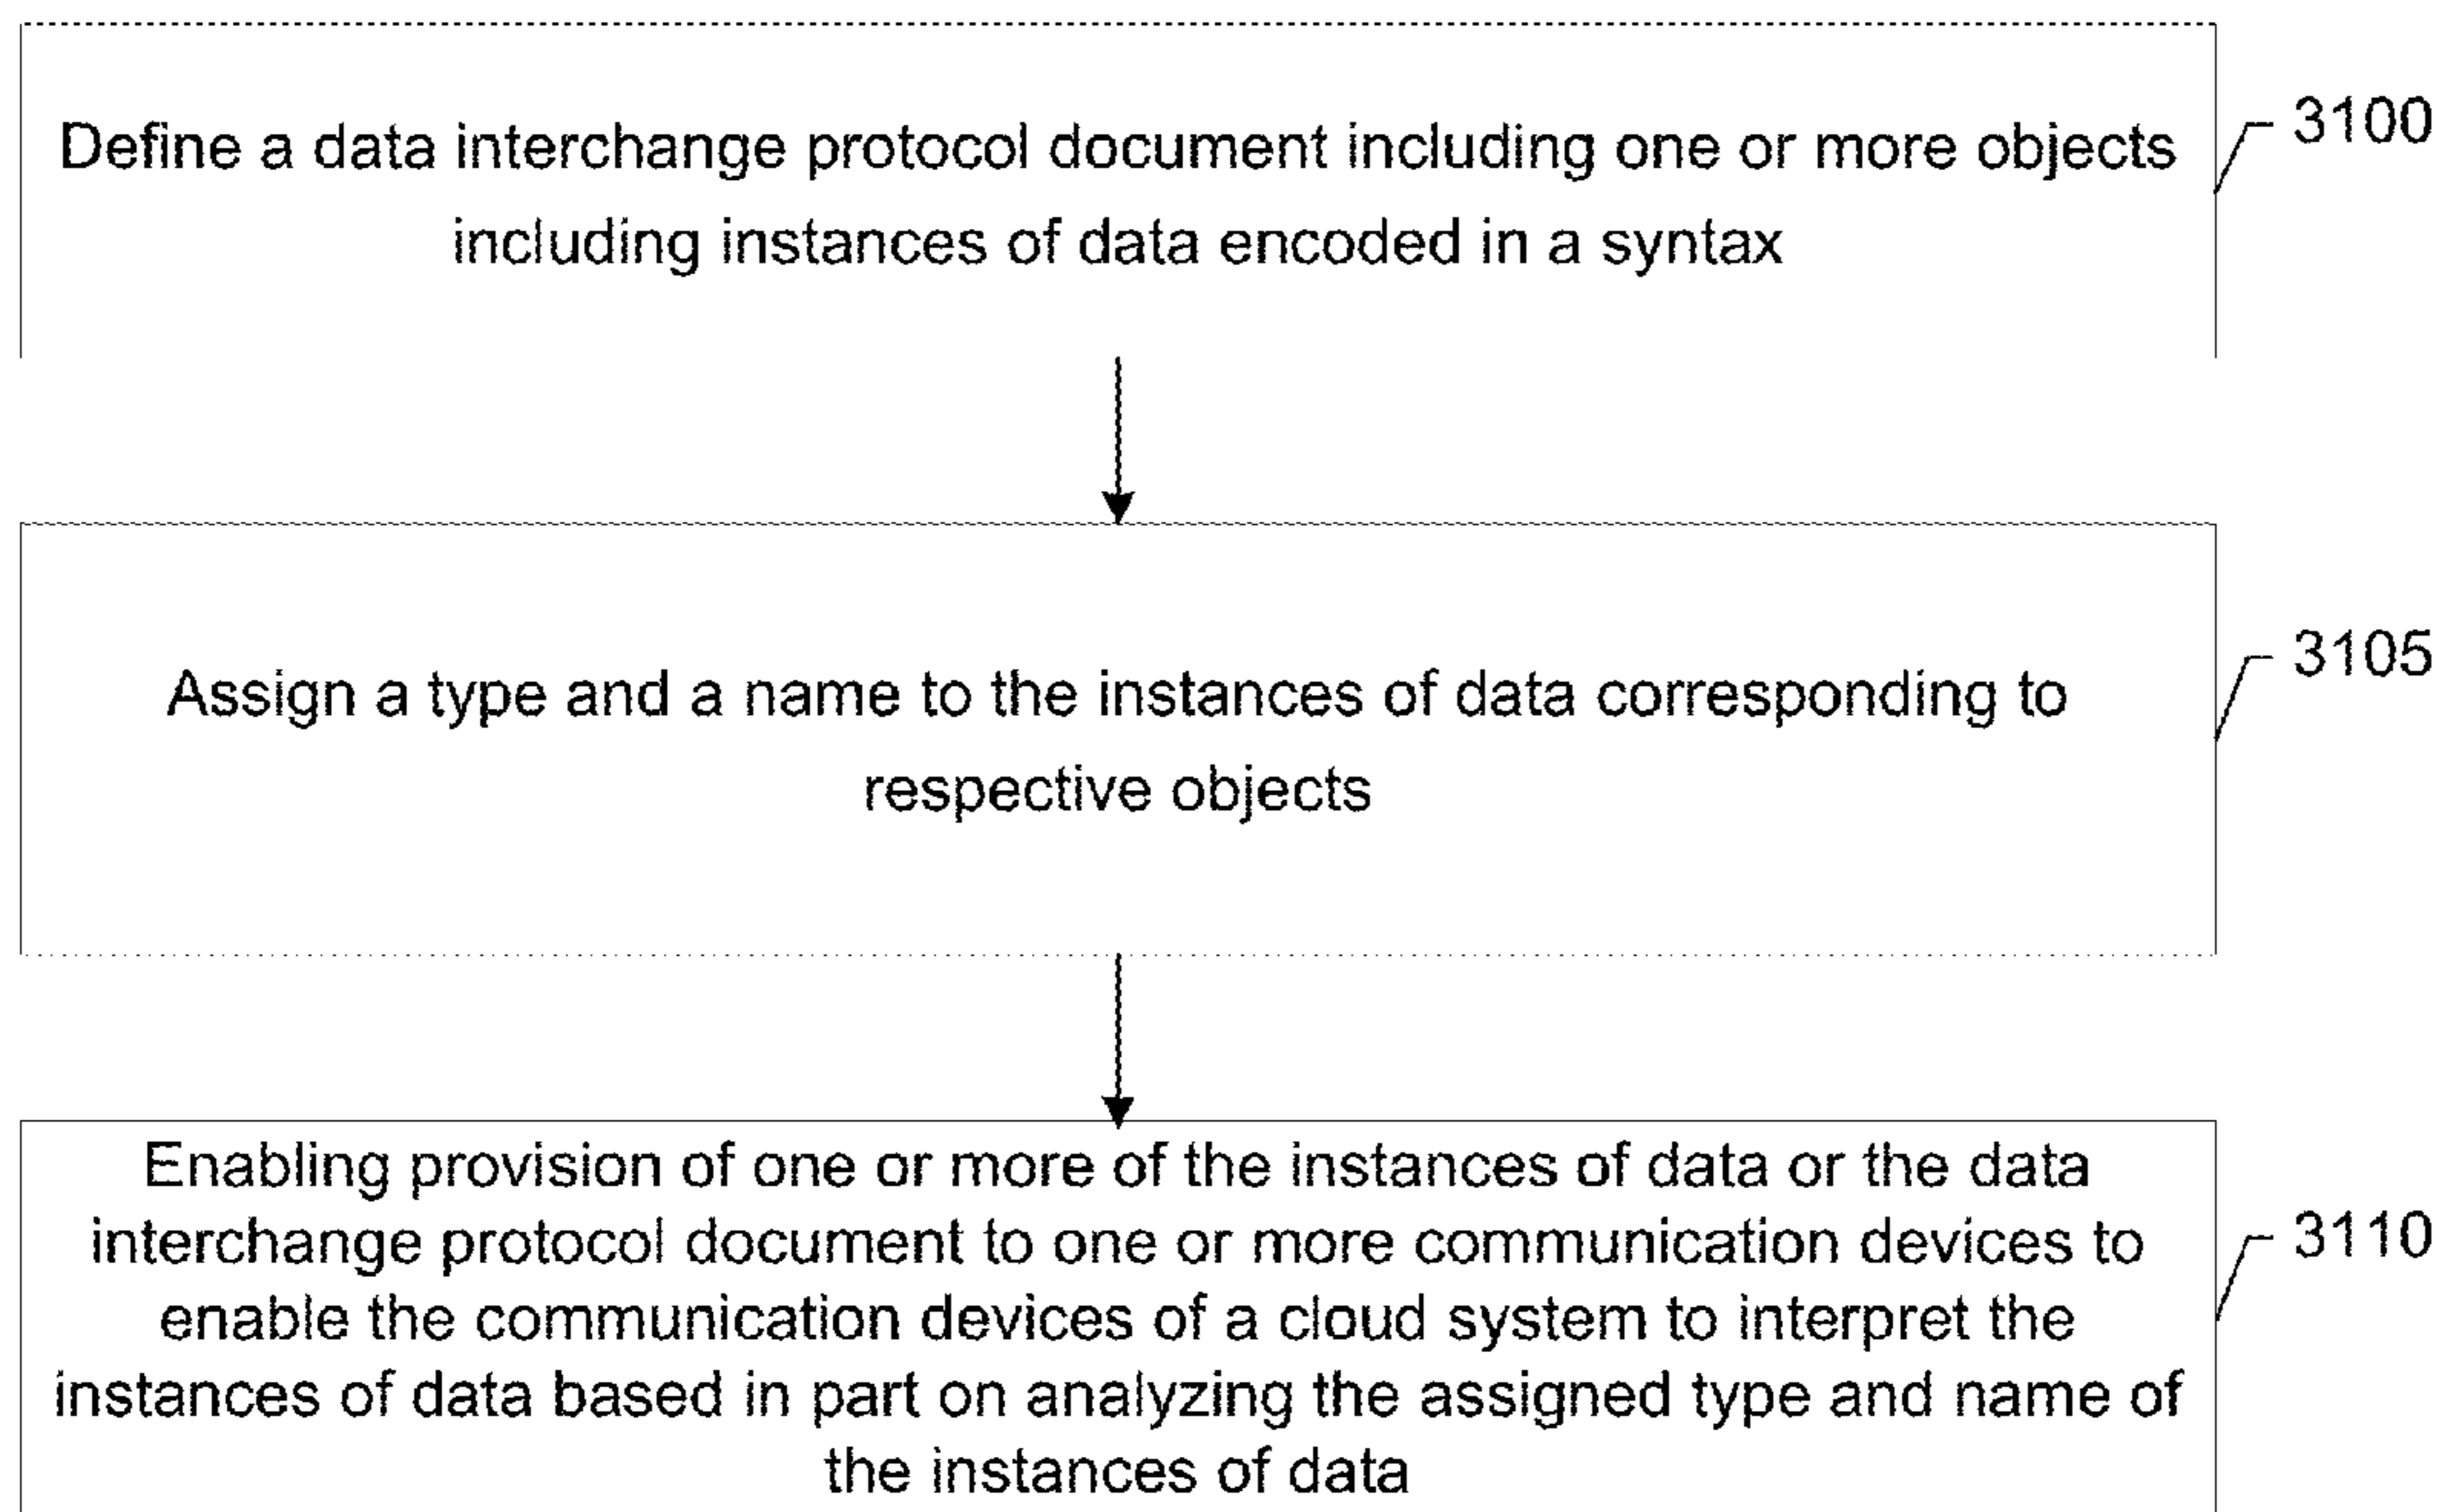 Define a data interchange protocol document including one or more objects
including instances of data encoded in a syntax
3100
Assign a type and a name to the instances of data corresponding to
respective objects
3105
Enabling provision of one or more of the instances of data or the data
interchange protocol document to one or more communication devices to
enable the communication devices of a cloud system to interpret the
instances of data based in part on analyzing the assigned type and name of
the instances of data
3110